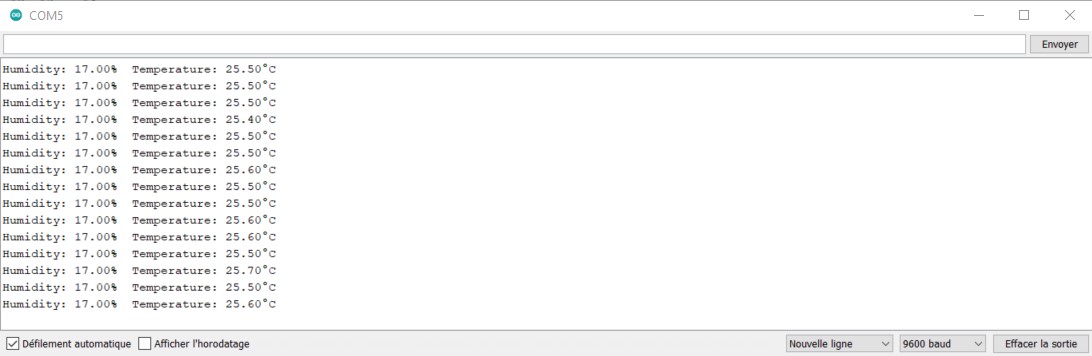 COM5
Envoyer
Humidity: 17.00%  Temperature: 25.50°C
Humidity: 17.00%  Temperature: 25.50°C
Humidity: 17.00%  Temperature: 25.50°C
Humidity: 17.00%  Temperature: 25.40°C
Humidity: 17.00%  Temperature: 25.50°C
Humidity: 17.00%  Temperature: 25.50°C
Humidity: 17.00%  Temperature: 25.60°C
Humidity: 17.00%  Temperature: 25.50°C
Humidity: 17.00%  Temperature: 25.50°C
Humidity: 17.00%  Temperature: 25.60°C
Humidity: 17.00%  Temperature: 25.60°C
Humidity: 17.00%  Temperature: 25.50°C
Humidity: 17.00%  Temperature: 25.70°C
Humidity: 17.00%  Temperature: 25.50°C
Humidity: 17.00%  Temperature: 25.60°C
Défilement automatique Afficher l'horodatage Nouvelle ligne 9600 baud Effacer la sortie